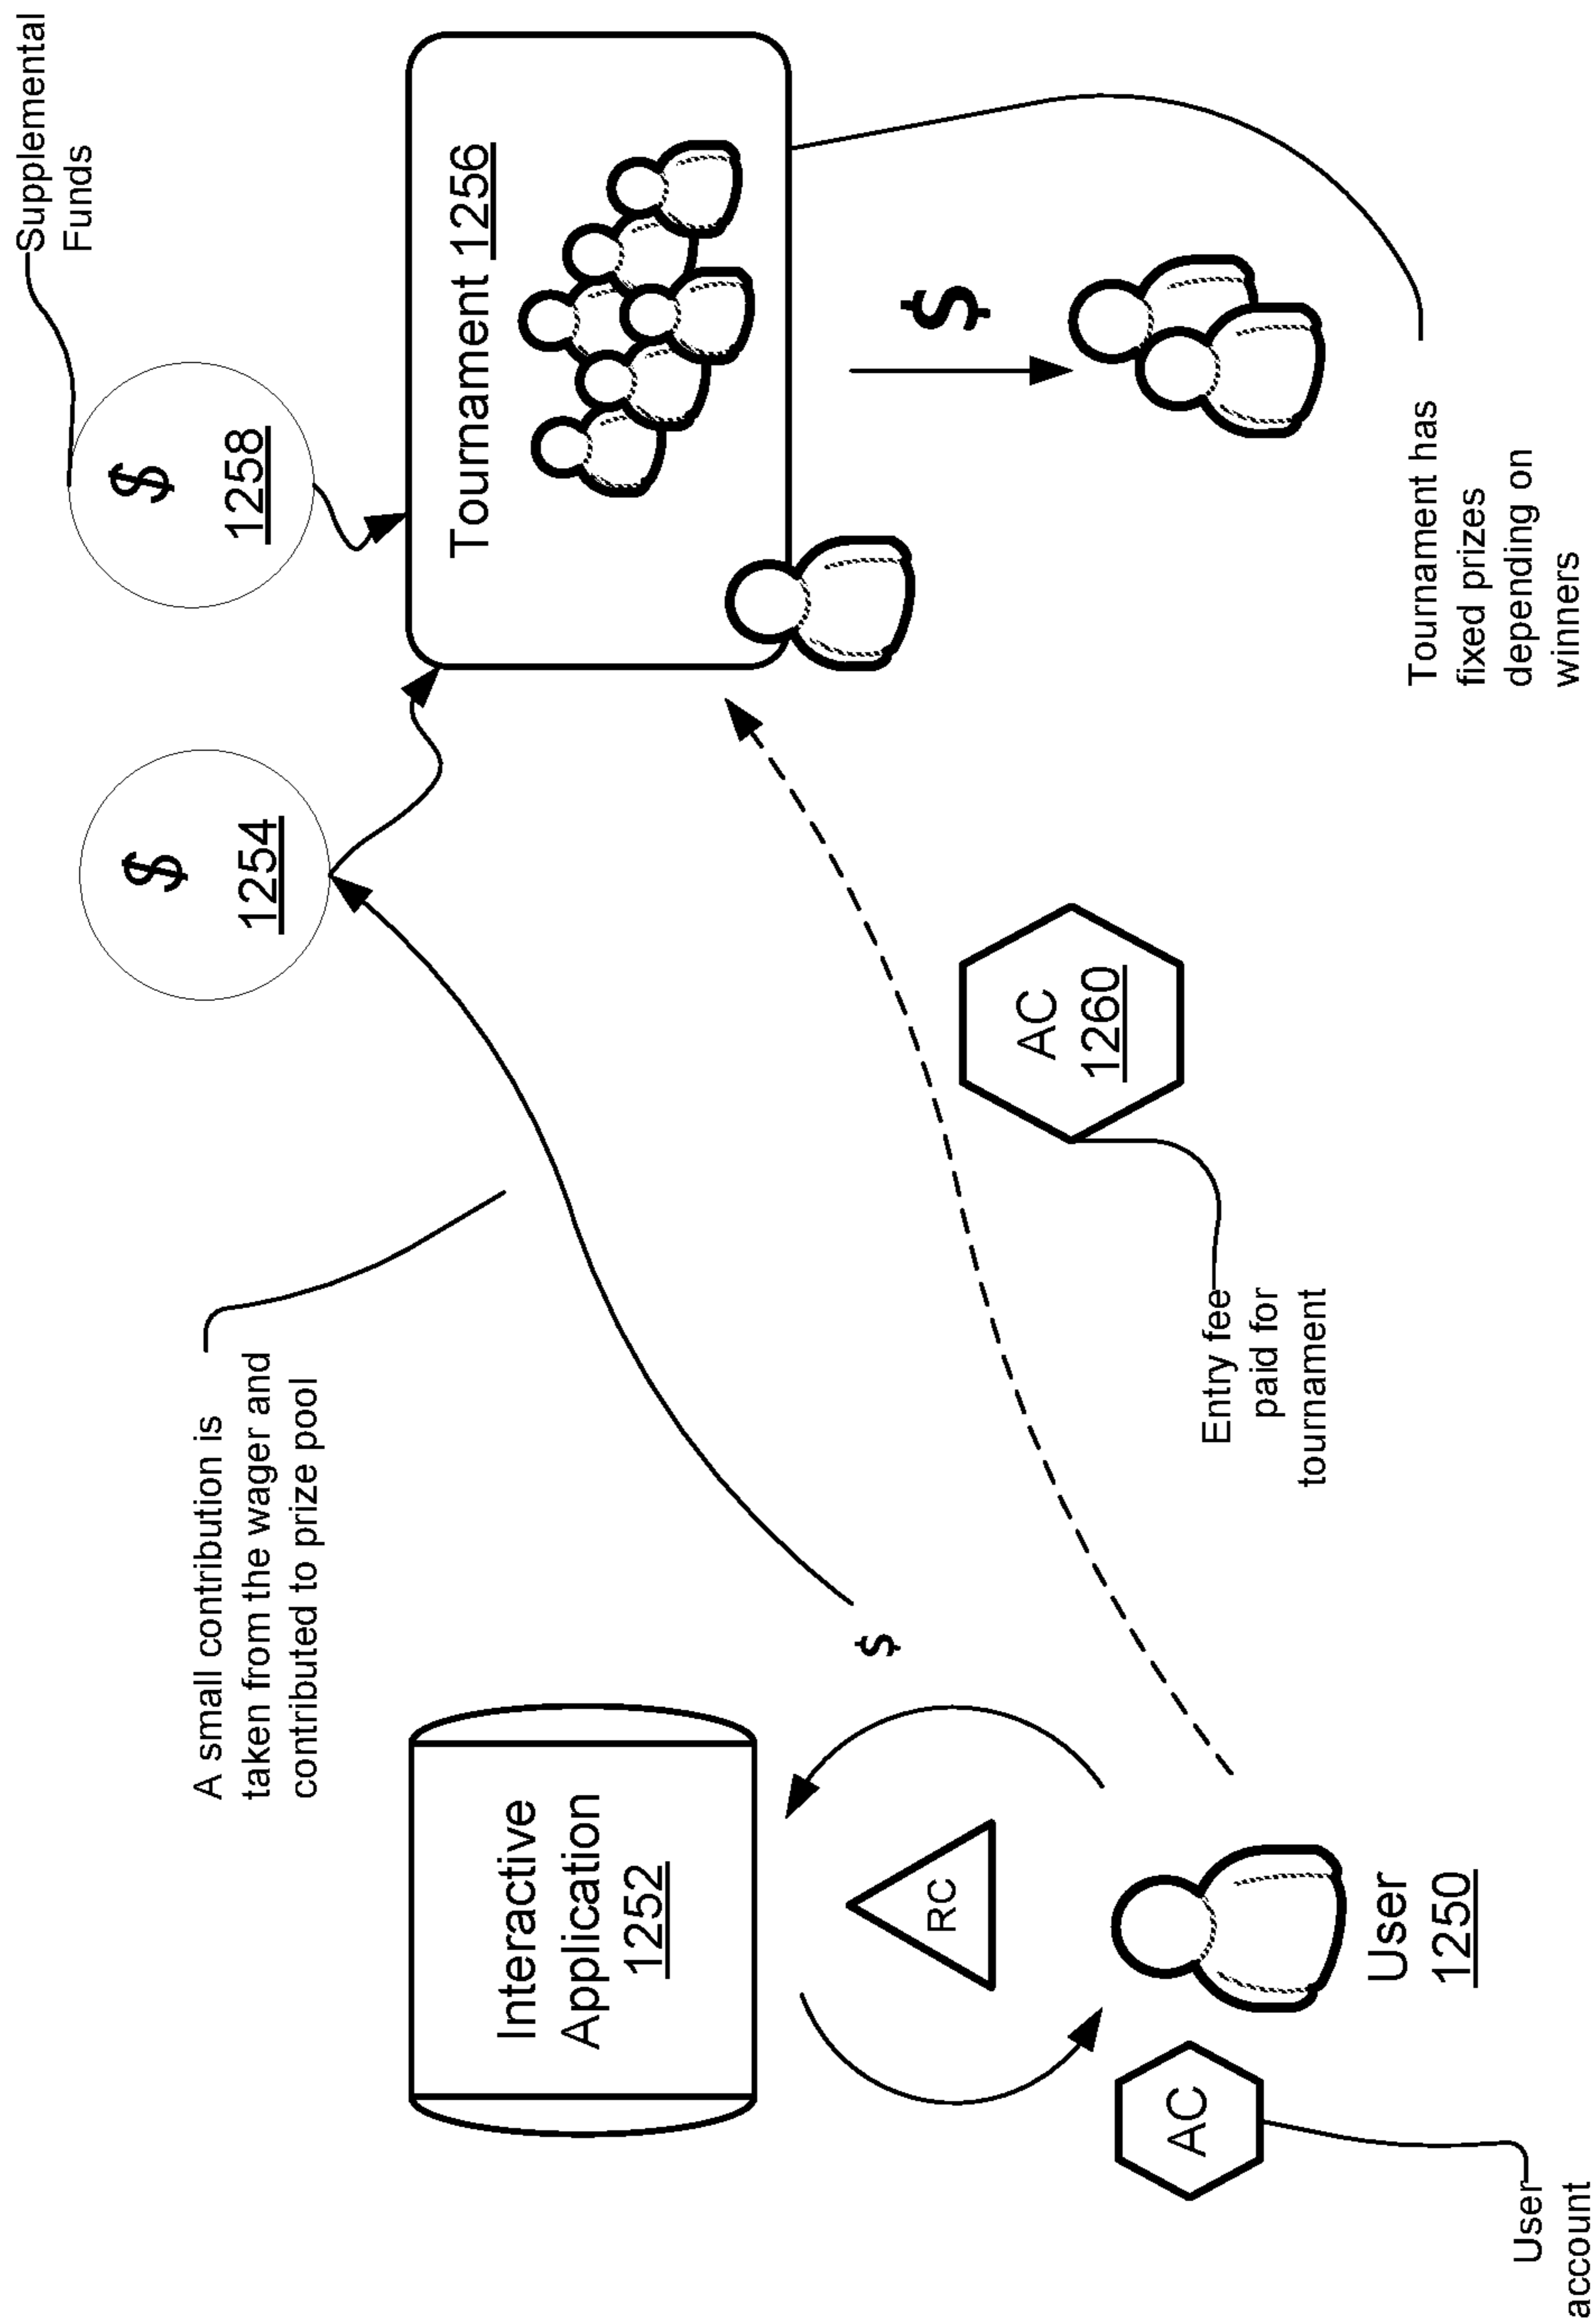 Supplemental
Funds
$
1258
$
1254
A small contribution is
taken from the wager and
contributed to prize pool
Tournament 1256
Interactive
Application
1252
$
$
RC
AC
1260
AC
User
1250
Entry fee
paid for
tournament
Tournament has
fixed prizes
depending on
winners
User
account